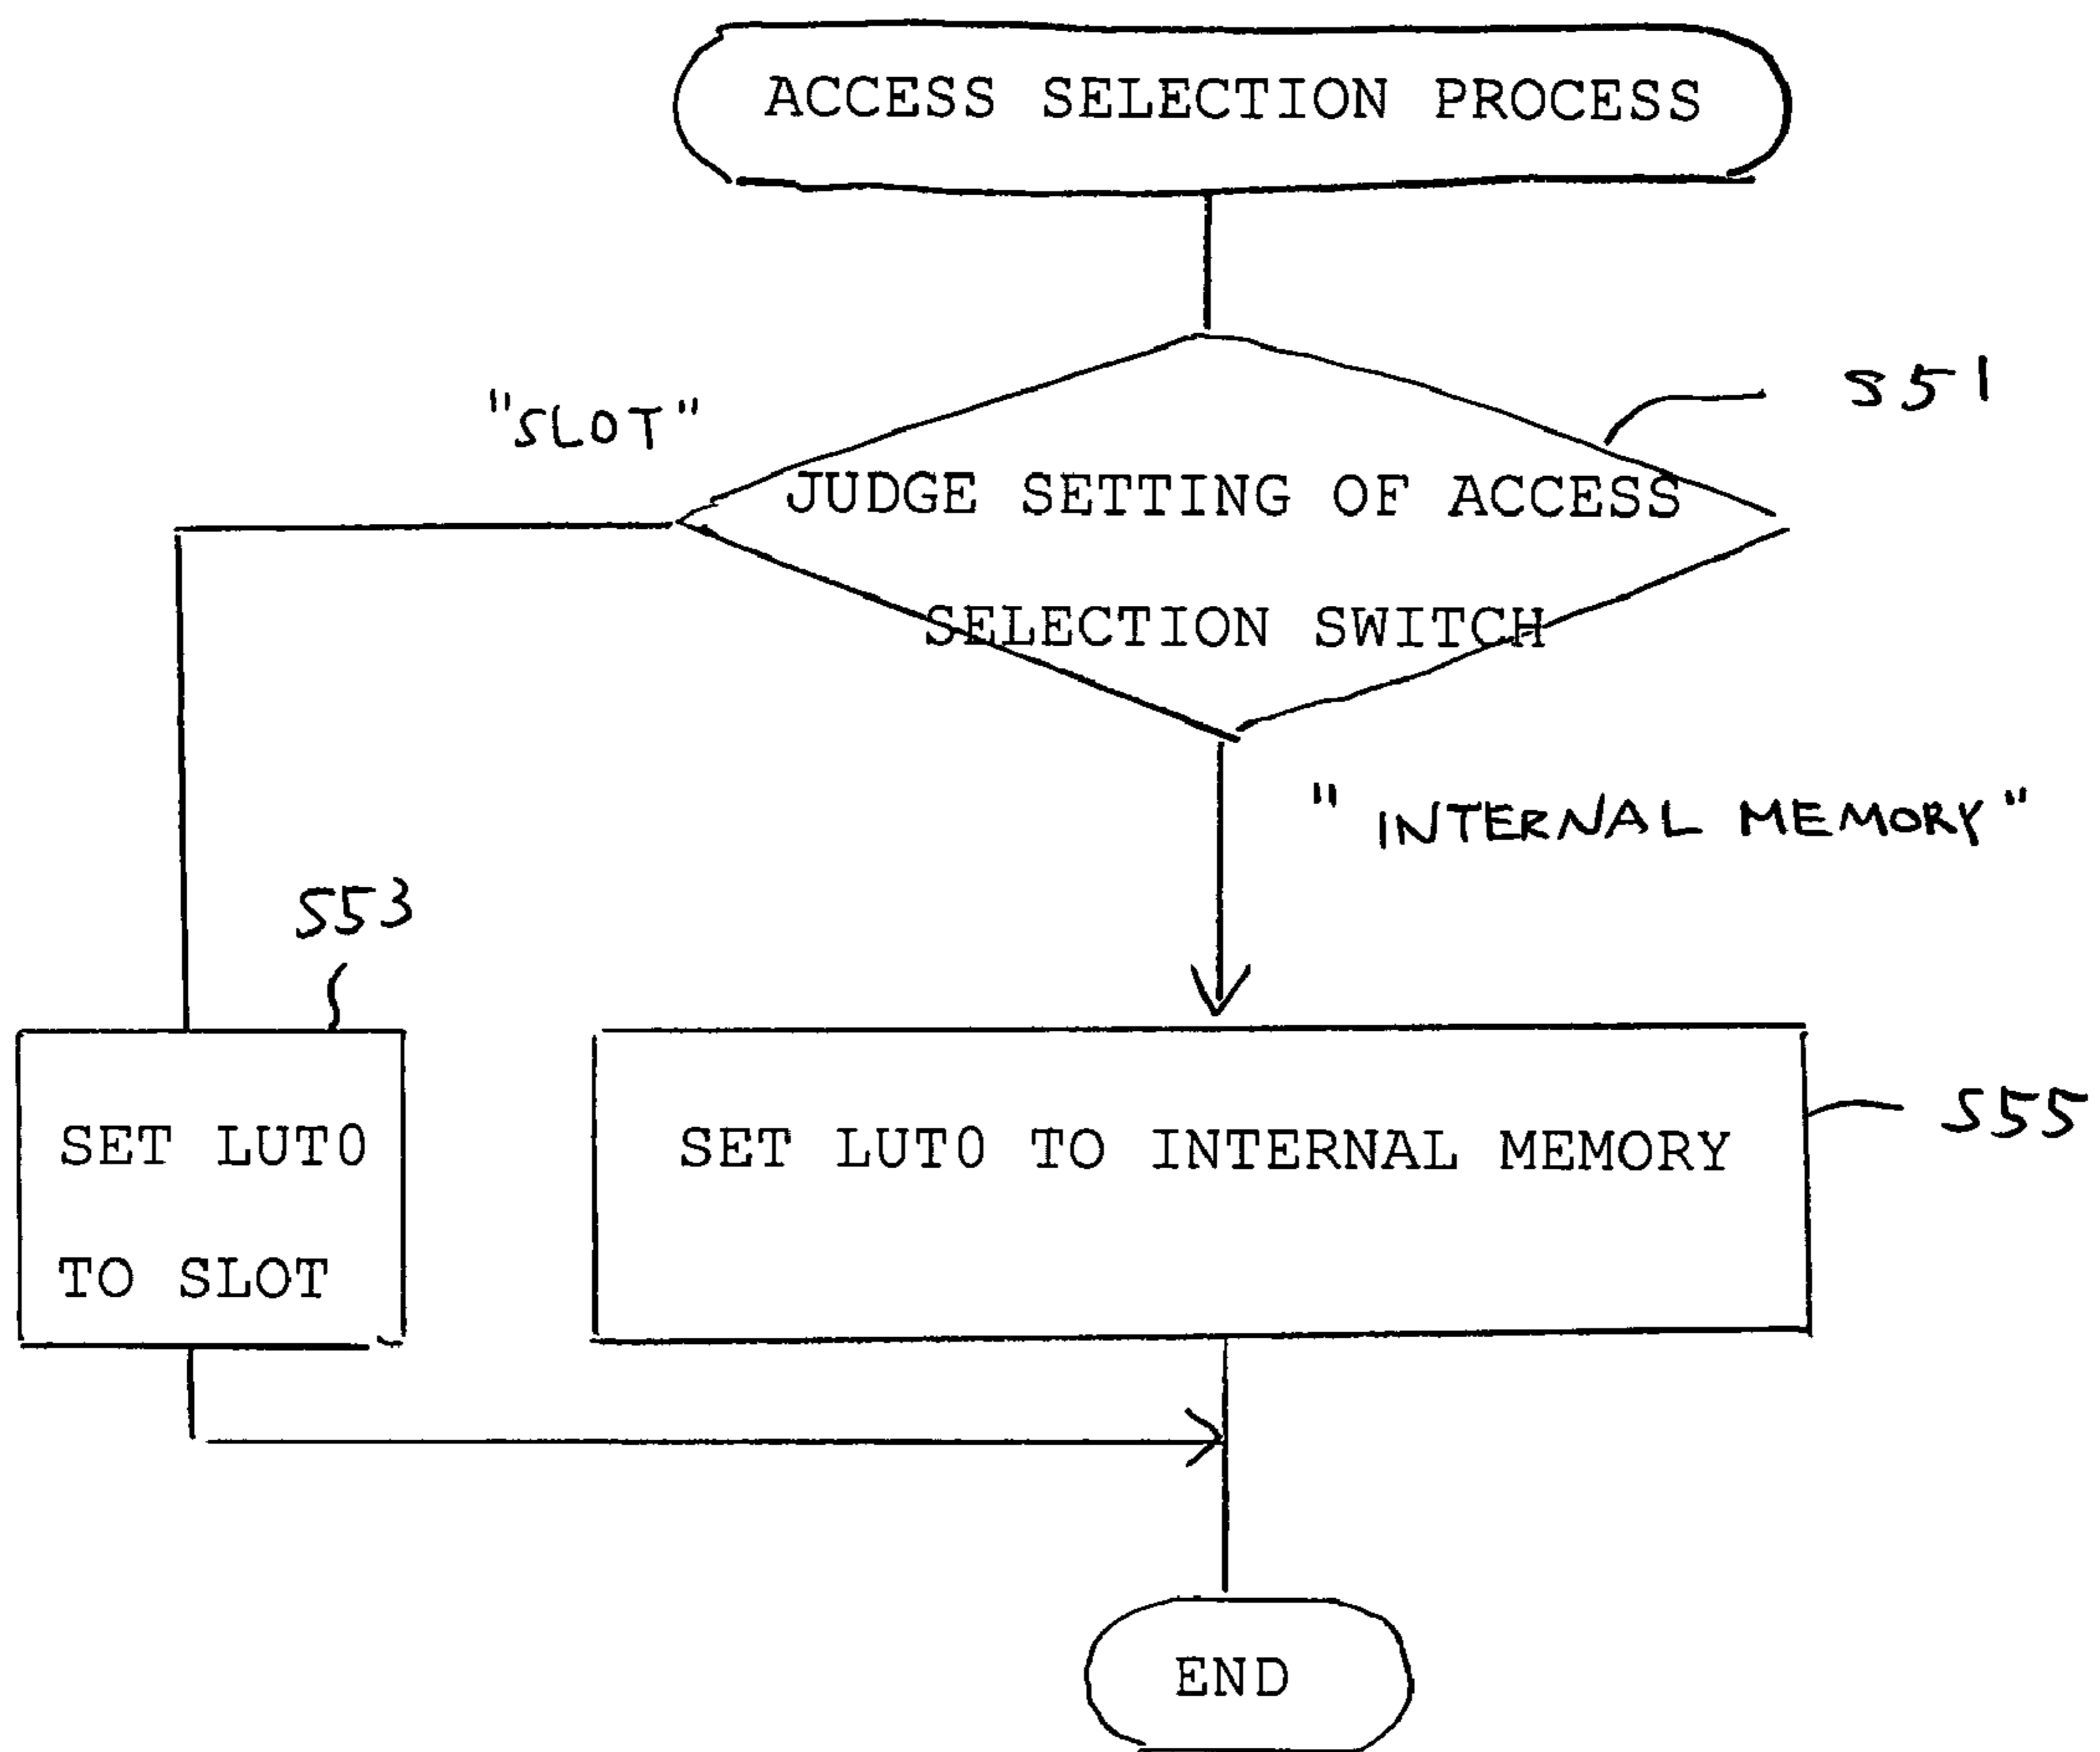 ACCESS SELECTION PROCESS
S51
"SLOT"
JUDGE SETTING OF ACCESS
SELECTION SWITCH
"INTERNAL MEMORY"
S53
SET LUT0
TO SLOT
SET LUT0 TO INTERNAL MEMORY
S55
END